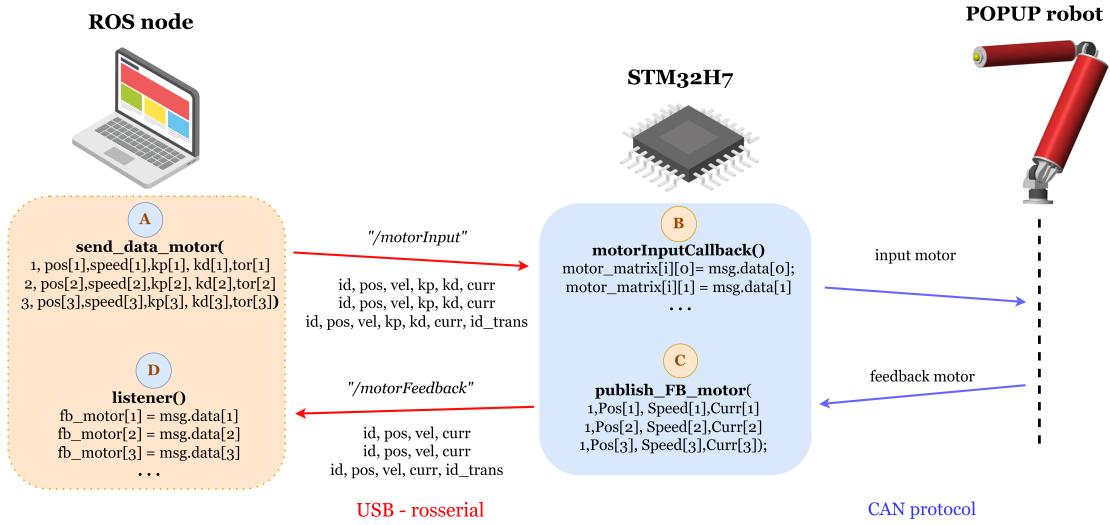 ROS node
STM32H7
POPUP robot
A
send_data_motor(
1, pos[1],speed[1],kp[1], kd[1],tor[1]
2, pos[2],speed[2],kp[2], kd[2],tor[2]
3, pos[3],speed[3],kp[3], kd[3],tor[3])
"/motorInput"
id, pos, vel, kp, kd, curr
id, pos, vel, kp, kd, curr
id, pos, vel, kp, kd, curr, id_trans
B
motorInputCallback()
motor_matrix[i][0]= msg.data[0];
motor_matrix[i][1] = msg.data[1]
...
input motor
D
listener()
fb_motor[1] = msg.data[1]
fb_motor[2] = msg.data[2]
fb_motor[3] = msg.data[3]
...
"/motorFeedback"
id, pos, vel, curr
id, pos, vel, curr
id, pos, vel, curr, id_trans
C
publish_FB_motor(
1,Pos[1], Speed[1],Curr[1]
1,Pos[2], Speed[2],Curr[2]
1,Pos[3], Speed[3],Curr[3]);
feedback motor
USB - rosserial
CAN protocol